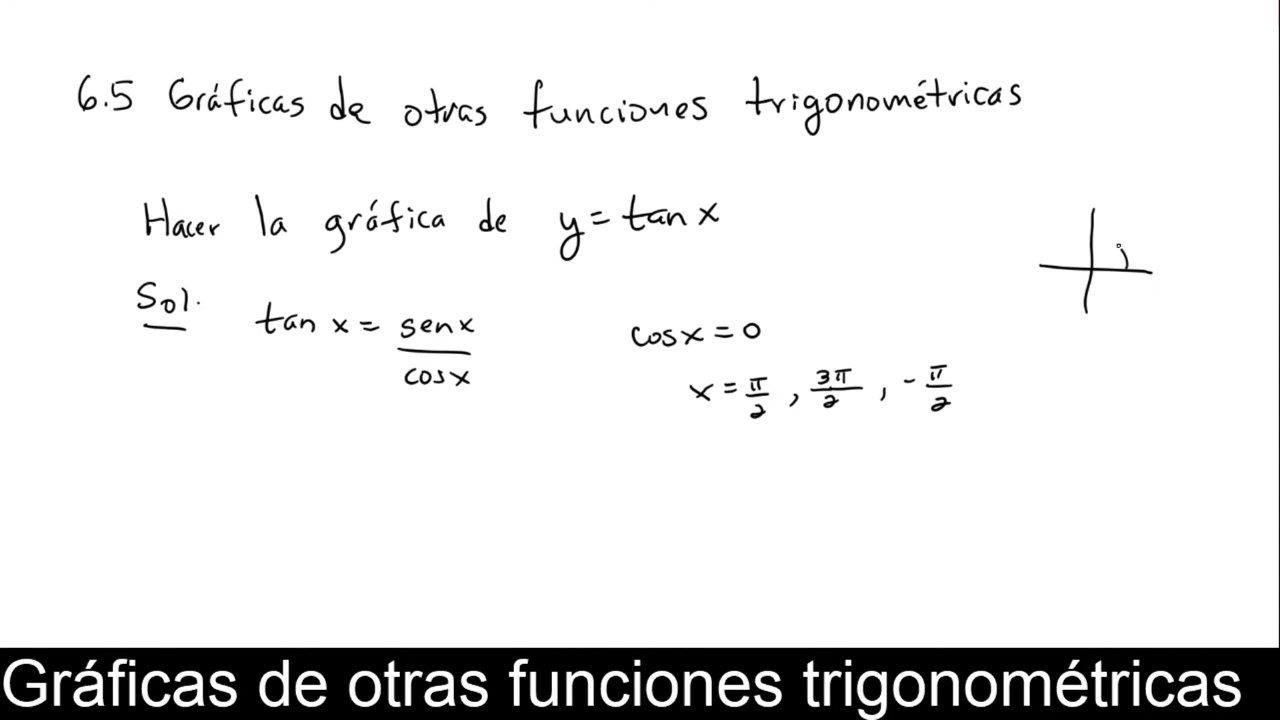 6.5 Gráficas de otras funciones trigonométricas
Hacer la gráfica de y = tan x
Sol. tan x = sen x / cos x
cos x = 0
x = π/2 , 3π/2 , -π/2
Gráficas de otras funciones trigonométricas